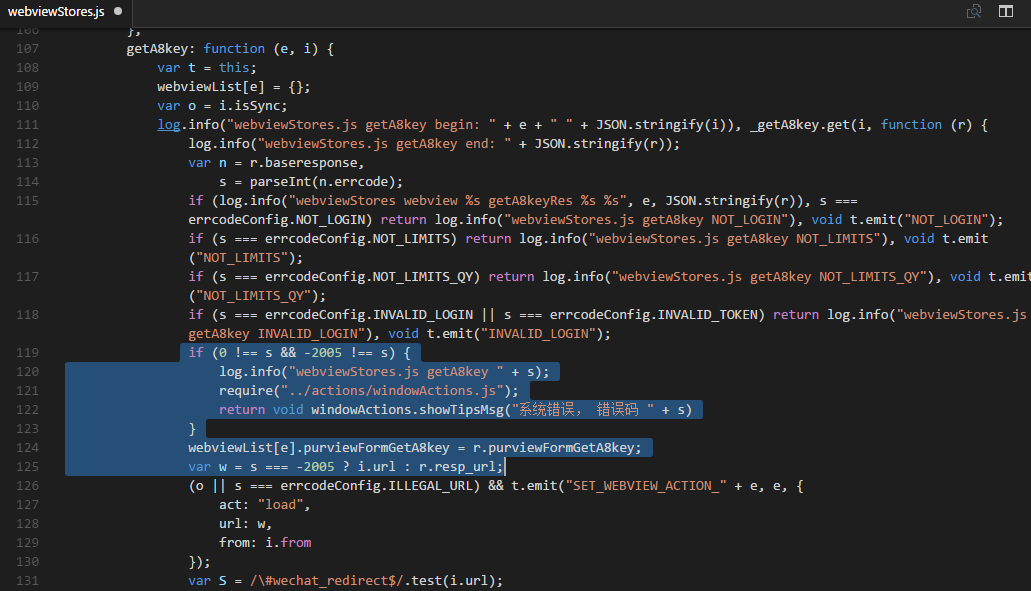 webviewStores.js
106 },
107 getA8key: function (e, i) {
108 var t = this;
109 webviewList[e] = {};
110 var o = i.isSync;
111 log.info("webviewStores.js getA8key begin: " + e + " " + JSON.stringify(i)), _getA8key.get(i, function (r) {
112 log.info("webviewStores.js getA8key end: " + JSON.stringify(r));
113 var n = r.baseresponse,
114 s = parseInt(n.errcode);
115 if (log.info("webviewStores webview %s getA8keyRes %s %s", e, JSON.stringify(r)), s ===
errcodeConfig.NOT_LOGIN) return log.info("webviewStores.js getA8key NOT_LOGIN"), void t.emit("NOT_LOGIN");
116 if (s === errcodeConfig.NOT_LIMITS) return log.info("webviewStores.js getA8key NOT_LIMITS"), void t.emit
("NOT_LIMITS");
117 if (s === errcodeConfig.NOT_LIMITS_QY) return log.info("webviewStores.js getA8key NOT_LIMITS_QY"), void t.emit
("NOT_LIMITS_QY");
118 if (s === errcodeConfig.INVALID_LOGIN || s === errcodeConfig.INVALID_TOKEN) return log.info("webviewStores.js
getA8key INVALID_LOGIN"), void t.emit("INVALID_LOGIN");
119 if (0 !== s && -2005 !== s) {
120 log.info("webviewStores.js getA8key " + s);
121 require("../actions/windowActions.js");
122 return void windowActions.showTipsMsg("系统错误， 错误码 " + s)
123 }
124 webviewList[e].purviewFormGetA8key = r.purviewFormGetA8key;
125 var w = s === -2005 ? i.url : r.resp_url;
126 (o || s === errcodeConfig.ILLEGAL_URL) && t.emit("SET_WEBVIEW_ACTION_" + e, e, {
127 act: "load",
128 url: w,
129 from: i.from
130 });
131 var S = /\#wechat_redirect$/.test(i.url);